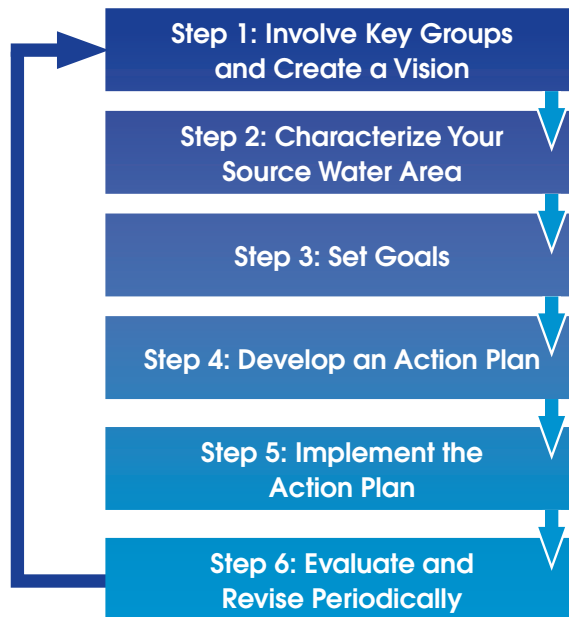 Step 1: Involve Key Groups
and Create a Vision
Step 2: Characterize Your
Source Water Area
Step 3: Set Goals
Step 4: Develop an Action Plan
Step 5: Implement the
Action Plan
Step 6: Evaluate and
Revise Periodically